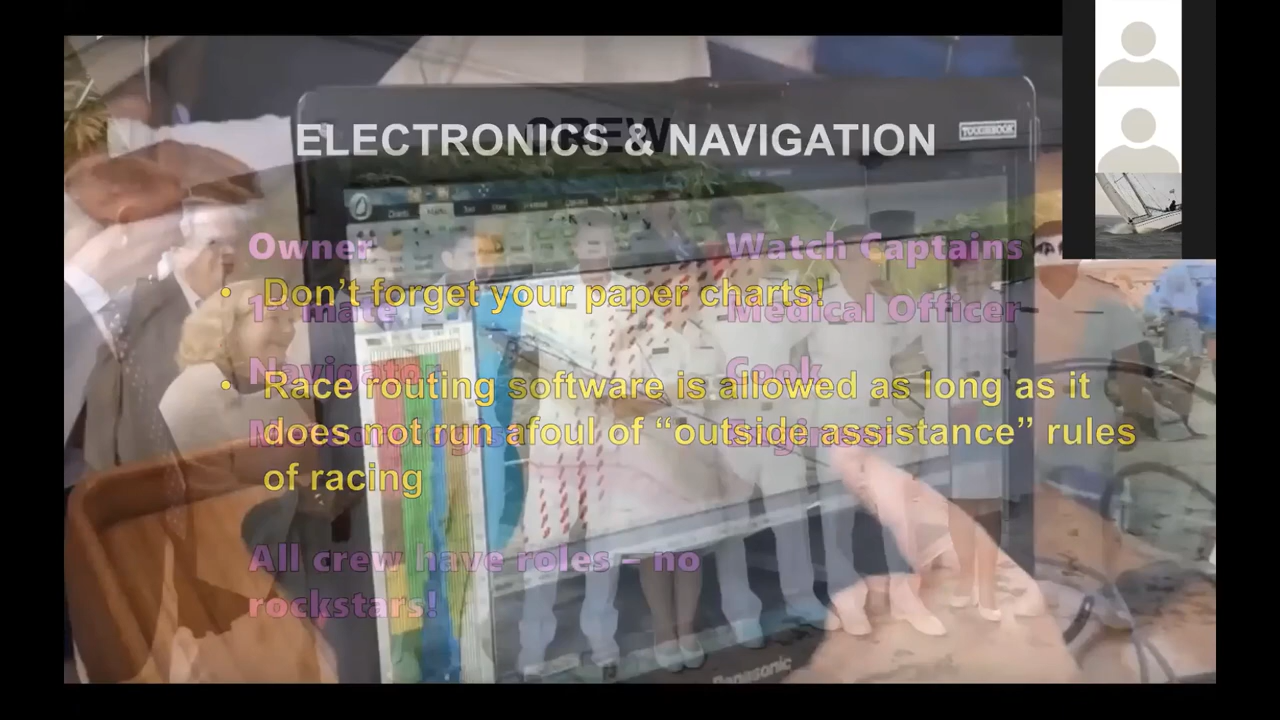 CREW
ELECTRONICS & NAVIGATION
TOUGHBOOK
Owner
Watch Captains
• Don't forget your paper charts!
1st mate
Medical Officer
Navigator
Cook
• Race routing software is allowed as long as it
does not run afoul of “outside assistance” rules
of racing
All crew have roles – no
rockstars!
Panasonic